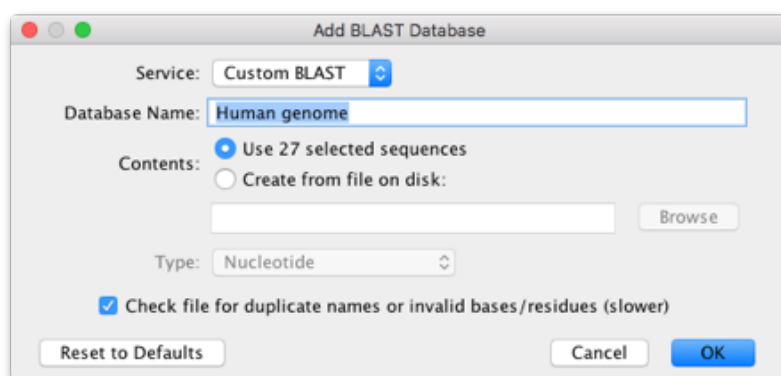 Add BLAST Database
Service: Custom BLAST
Database Name: Human genome
Contents: Use 27 selected sequences
Create from file on disk:
Browse
Type: Nucleotide
Check file for duplicate names or invalid bases/residues (slower)
Reset to Defaults Cancel OK